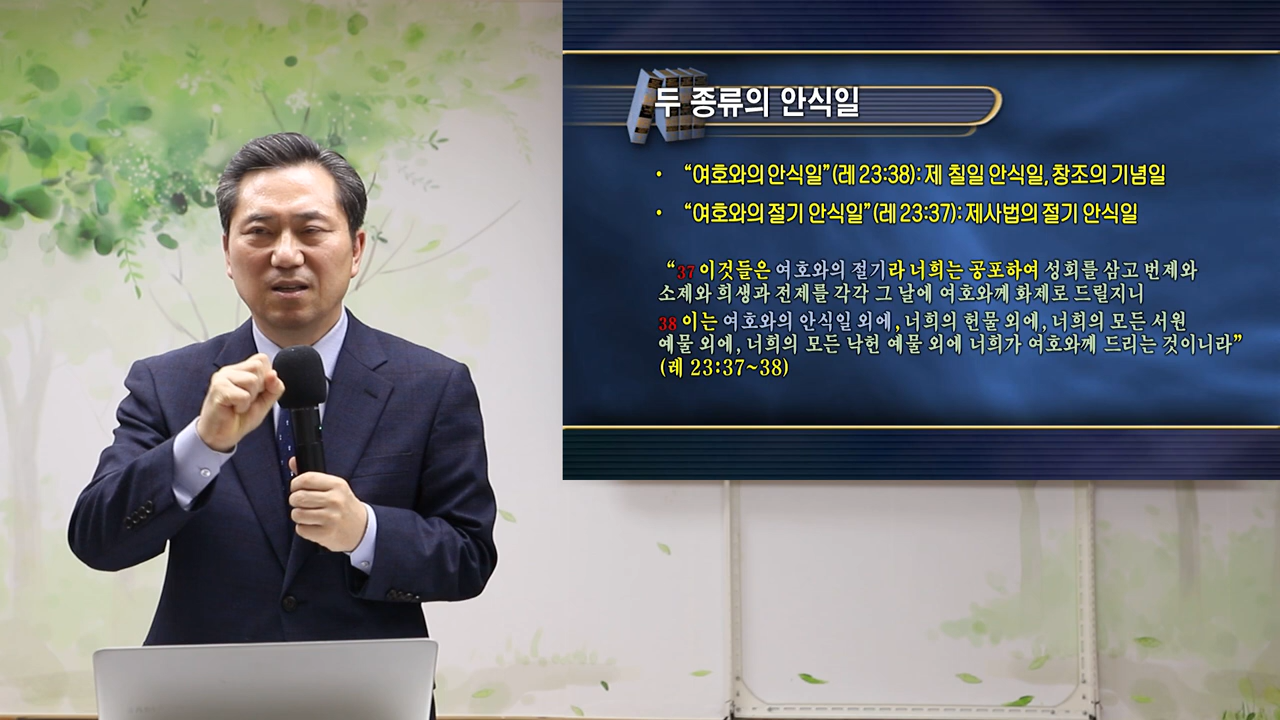 두 종류의 안식일
• “여호와의 안식일”(레 23:38): 제 칠일 안식일, 창조의 기념일
• “여호와의 절기 안식일”(레 23:37): 제사법의 절기 안식일
“37 이것들은 여호와의 절기라 너희는 공포하여 성회를 삼고 번제와
소제와 희생과 전제를 각각 그 날에 여호와께 화제로 드릴지니
38 이는 여호와의 안식일 외에, 너희의 헌물 외에, 너희의 모든 서원
예물 외에, 너희의 모든 낙헌 예물 외에 너희가 여호와께 드리는 것이니라”
(레 23:37~38)